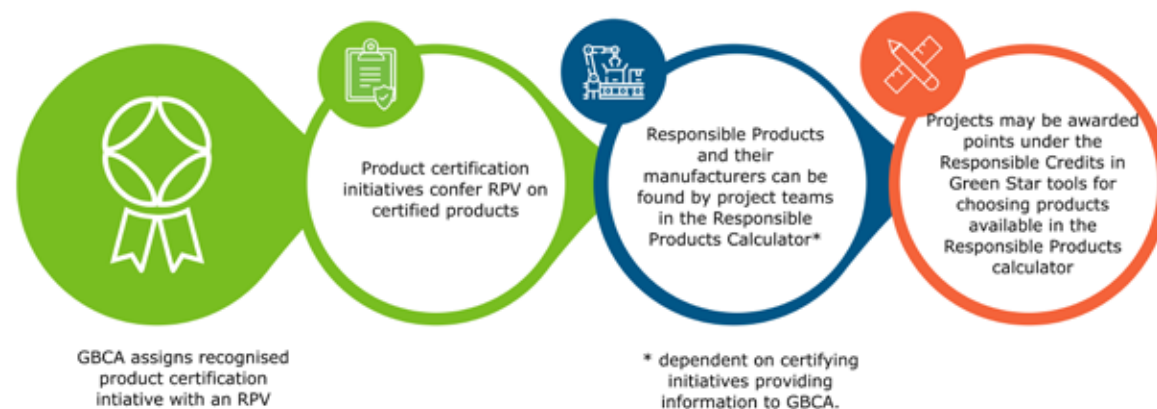 Product certification
initiatives confer RPV on
certified products
Responsible Products
and their
manufacturers can be
found by project teams
in the Responsible
Products Calculator*
Projects may be awarded
points under the
Responsible Credits in
Green Star tools for
choosing products
available in the
Responsible Products
calculator
GBCA assigns recognised
product certification
intiative with an RPV
* dependent on certifying
initiatives providing
information to GBCA.